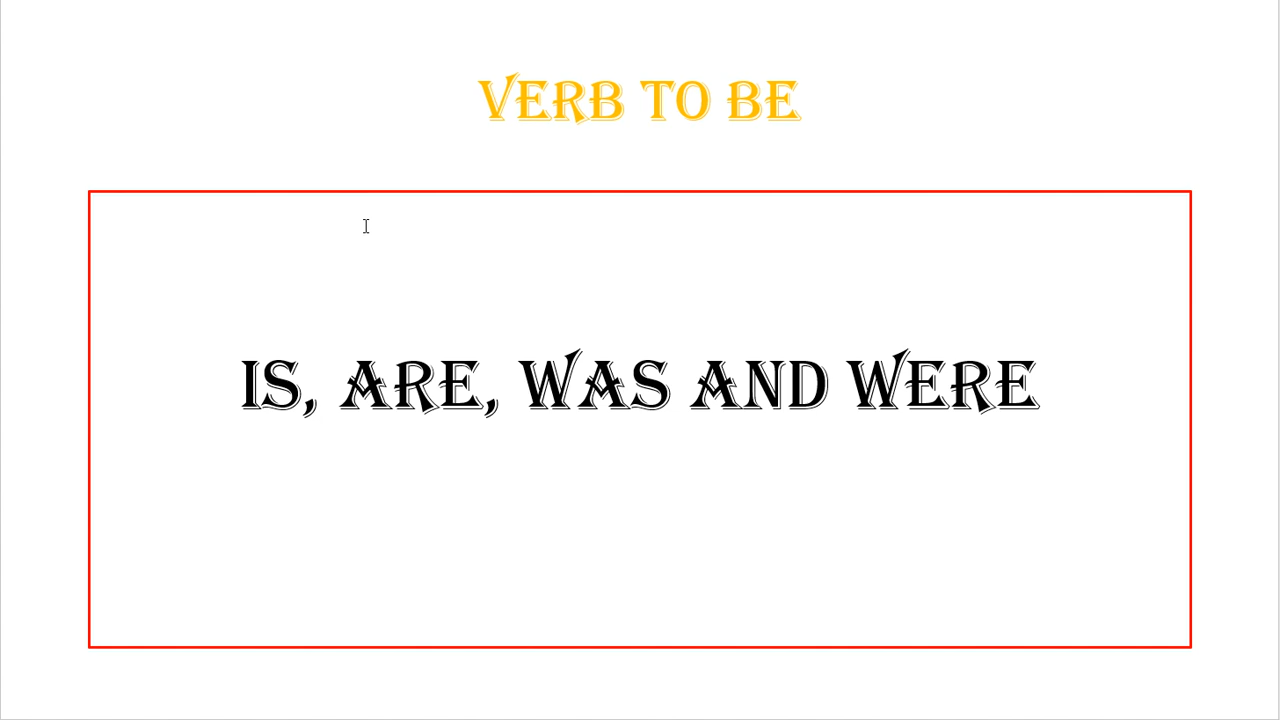 VERB TO BE
IS, ARE, WAS AND WERE